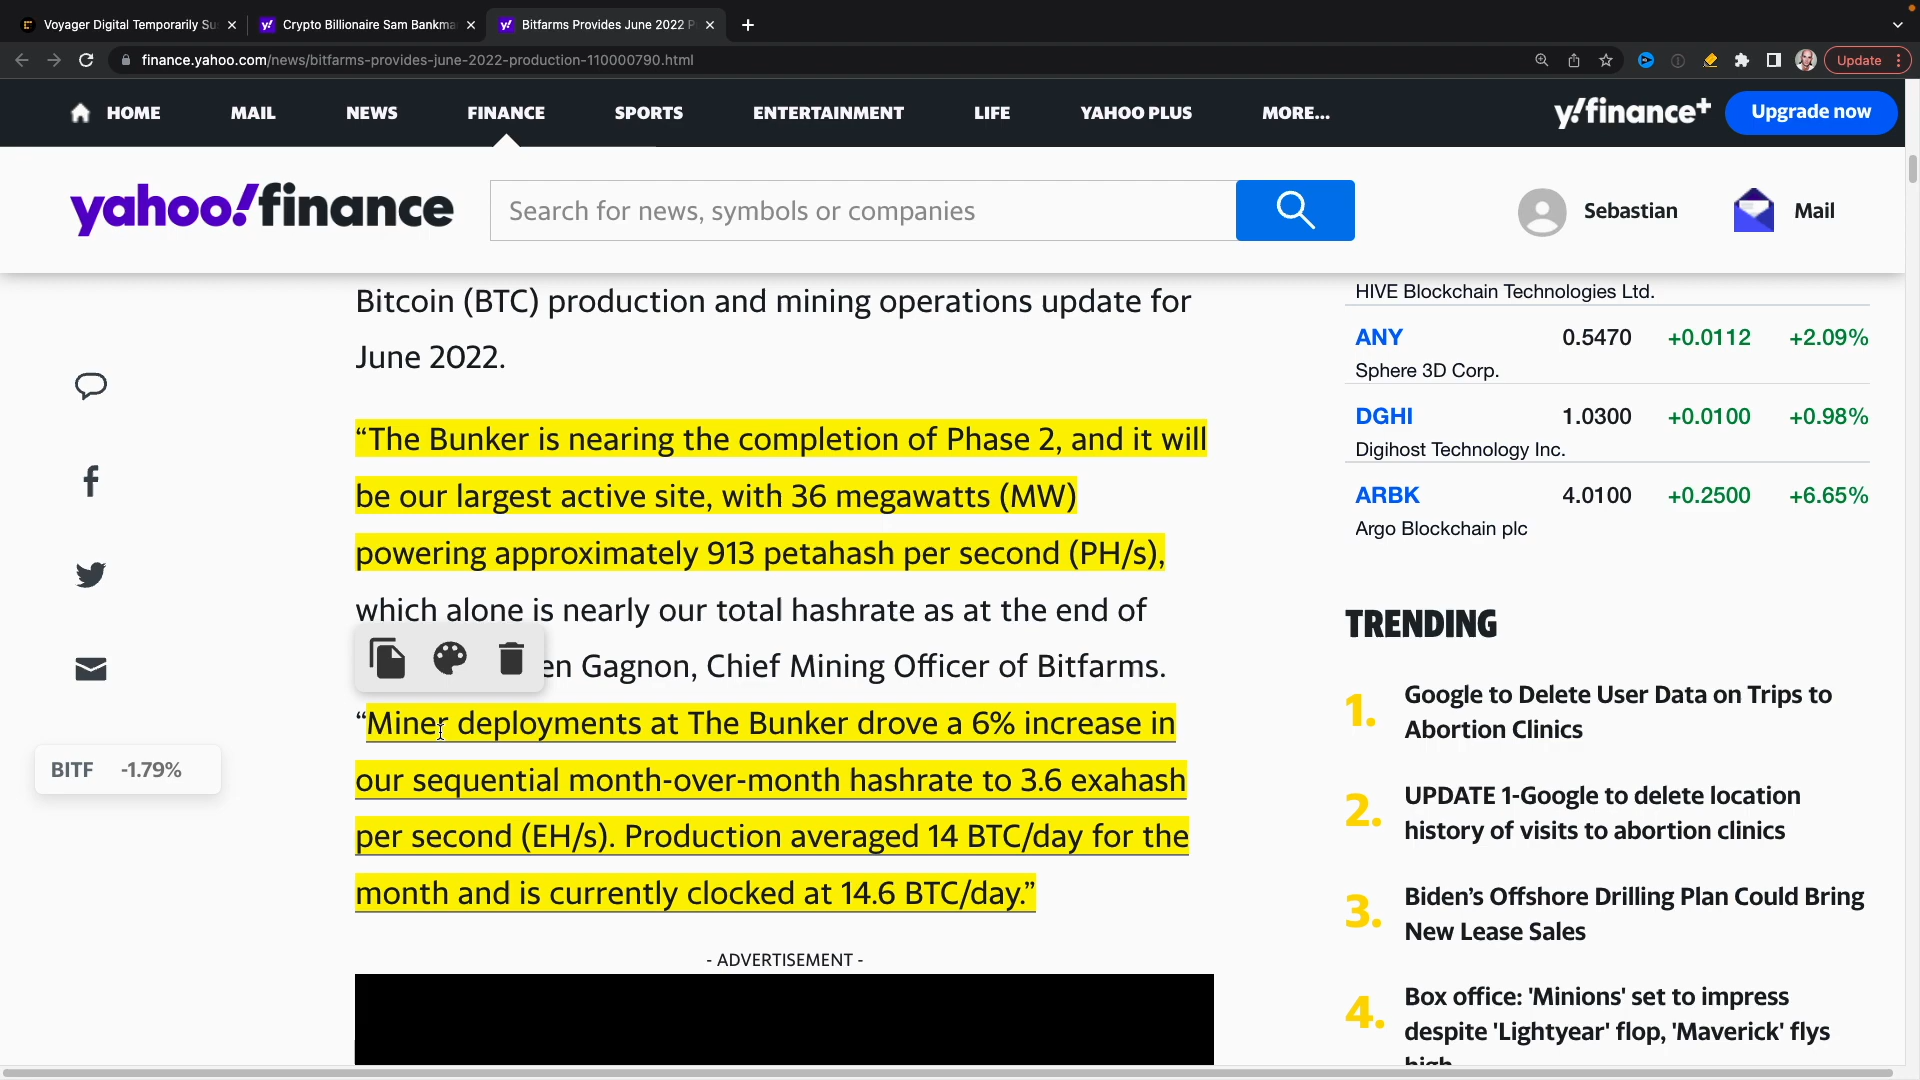 Voyager Digital Temporarily Su
Crypto Billionaire Sam Bankma
Bitfarms Provides June 2022 P
finance.yahoo.com/news/bitfarms-provides-june-2022-production-110000790.html
Update
HOME MAIL NEWS FINANCE SPORTS ENTERTAINMENT LIFE YAHOO PLUS MORE...
y!finance+
Upgrade now
yahoo!finance
Search for news, symbols or companies
Sebastian
Mail
Bitcoin (BTC) production and mining operations update for
June 2022.
“The Bunker is nearing the completion of Phase 2, and it will
be our largest active site, with 36 megawatts (MW)
powering approximately 913 petahash per second (PH/s),
which alone is nearly our total hashrate as at the end of
en Gagnon, Chief Mining Officer of Bitfarms.
“Miner deployments at The Bunker drove a 6% increase in
our sequential month-over-month hashrate to 3.6 exahash
per second (EH/s). Production averaged 14 BTC/day for the
month and is currently clocked at 14.6 BTC/day.”
- ADVERTISEMENT -
BITF -1.79%
HIVE Blockchain Technologies Ltd.
ANY 0.5470 +0.0112 +2.09%
Sphere 3D Corp.
DGHI 1.0300 +0.0100 +0.98%
Digihost Technology Inc.
ARBK 4.0100 +0.2500 +6.65%
Argo Blockchain plc
TRENDING
1. Google to Delete User Data on Trips to
Abortion Clinics
2. UPDATE 1-Google to delete location
history of visits to abortion clinics
3. Biden’s Offshore Drilling Plan Could Bring
New Lease Sales
4. Box office: 'Minions' set to impress
despite 'Lightyear' flop, 'Maverick' flys
high